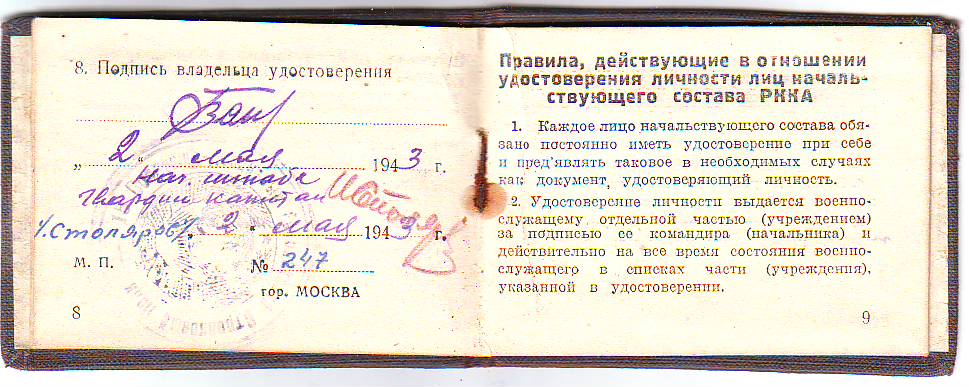 8. Подпись владельца удостоверения
„ 2 " мая 1943 г.
Нач. штаба
Гвардии капитан
/Столяров/ „ 2 " мая 1943 г.
М. П. № 247
гор. МОСКВА
8
Правила, действующие в отношении
удостоверения личности лиц началь-
ствующего состава РККА
1. Каждое лицо начальствующего состава обя-
зано постоянно иметь удостоверение при себе
и пред'являть таковое в необходимых случаях
как документ, удостоверяющий личность.
2. Удостоверение личности выдается военно-
служащему отдельной частью (учреждением)
за подписью ее командира (начальника) и
действительно на все время состояния военно-
служащего в списках части (учреждения),
указанной в удостоверении.
9